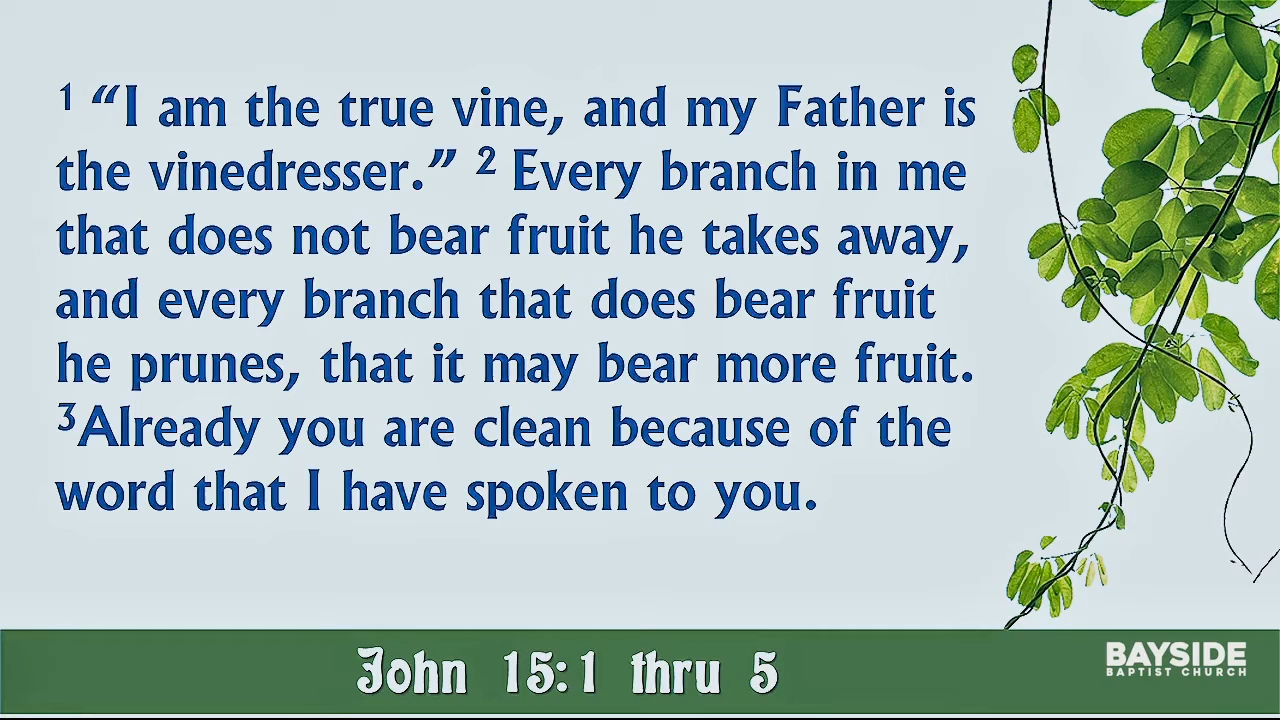 ¹ “I am the true vine, and my Father is
the vinedresser.” ² Every branch in me
that does not bear fruit he takes away,
and every branch that does bear fruit
he prunes, that it may bear more fruit.
³Already you are clean because of the
word that I have spoken to you.
John 15:1 thru 5
BAYSIDE
BAPTIST CHURCH